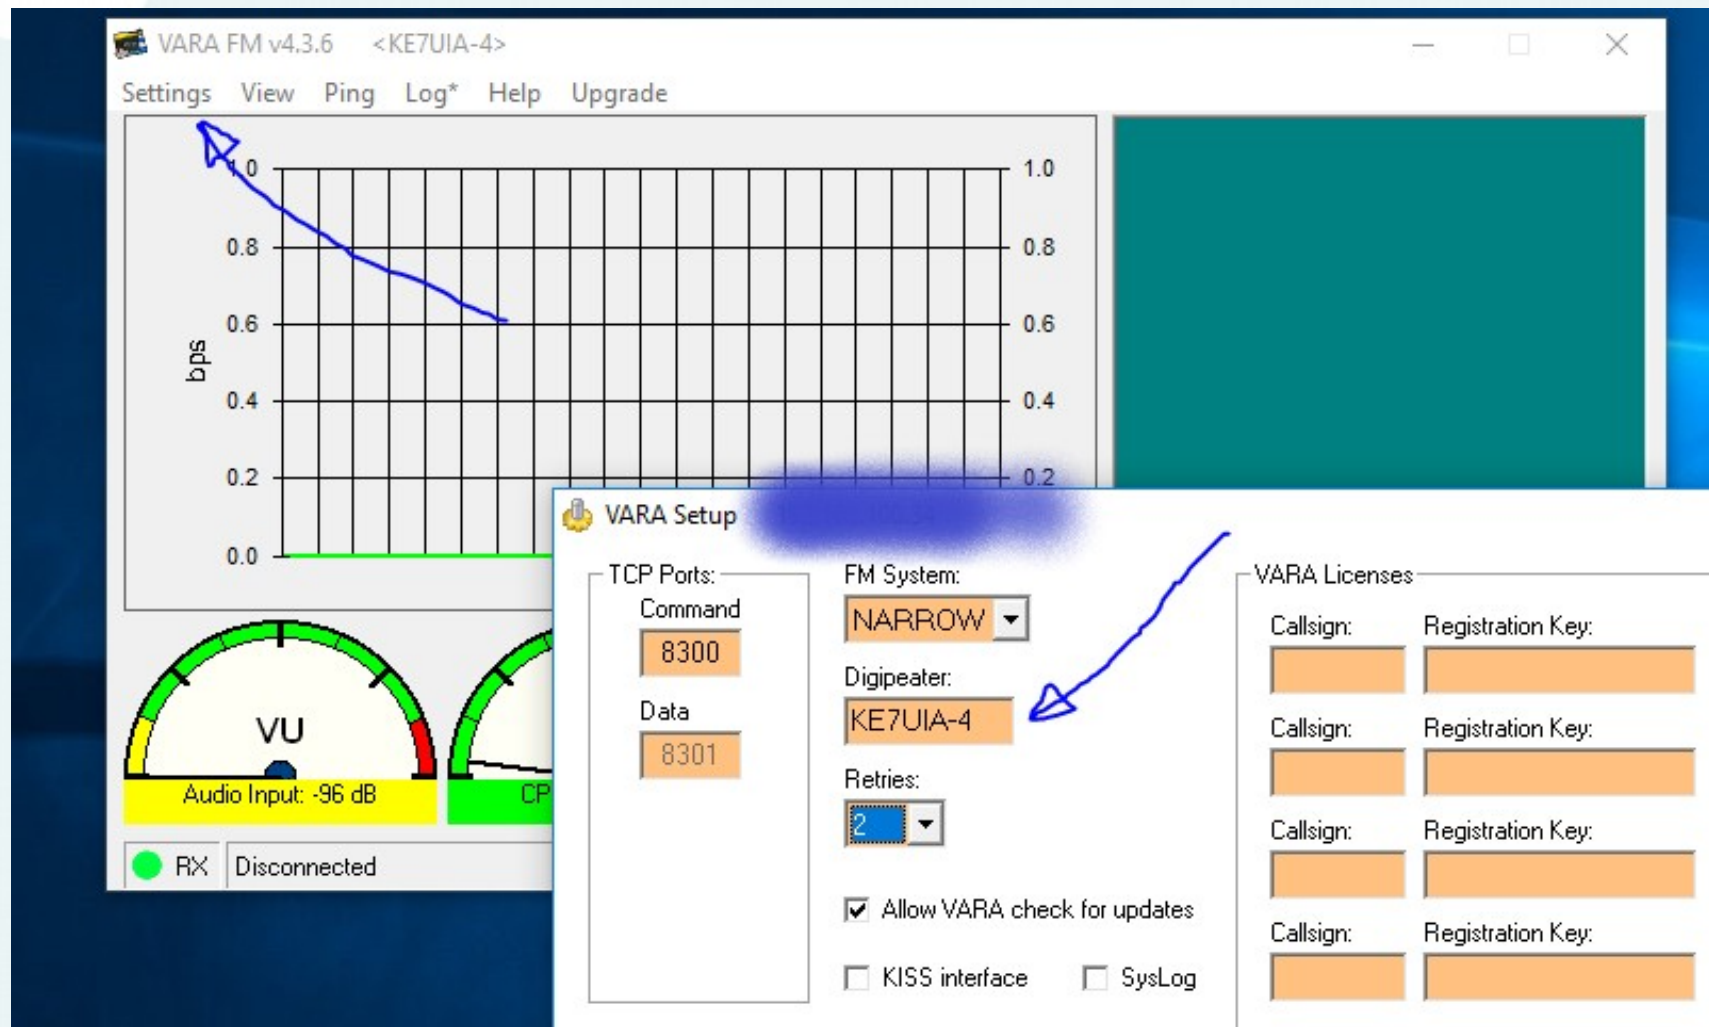 VARA FM v4.3.6 <KE7UIA-4>
Settings View Ping Log* Help Upgrade
1.0 1.0
0.8 0.8
0.6 0.6
bps
0.4 0.4
0.2 0.2
0.0
VU
Audio Input: -96 dB
CP
RX Disconnected
VARA Setup
TCP Ports:
Command
8300
Data
8301
FM System:
NARROW
Digipeater:
KE7UIA-4
Retries:
2
Allow VARA check for updates
KISS interface SysLog
VARA Licenses
Callsign: Registration Key:
Callsign: Registration Key:
Callsign: Registration Key:
Callsign: Registration Key: